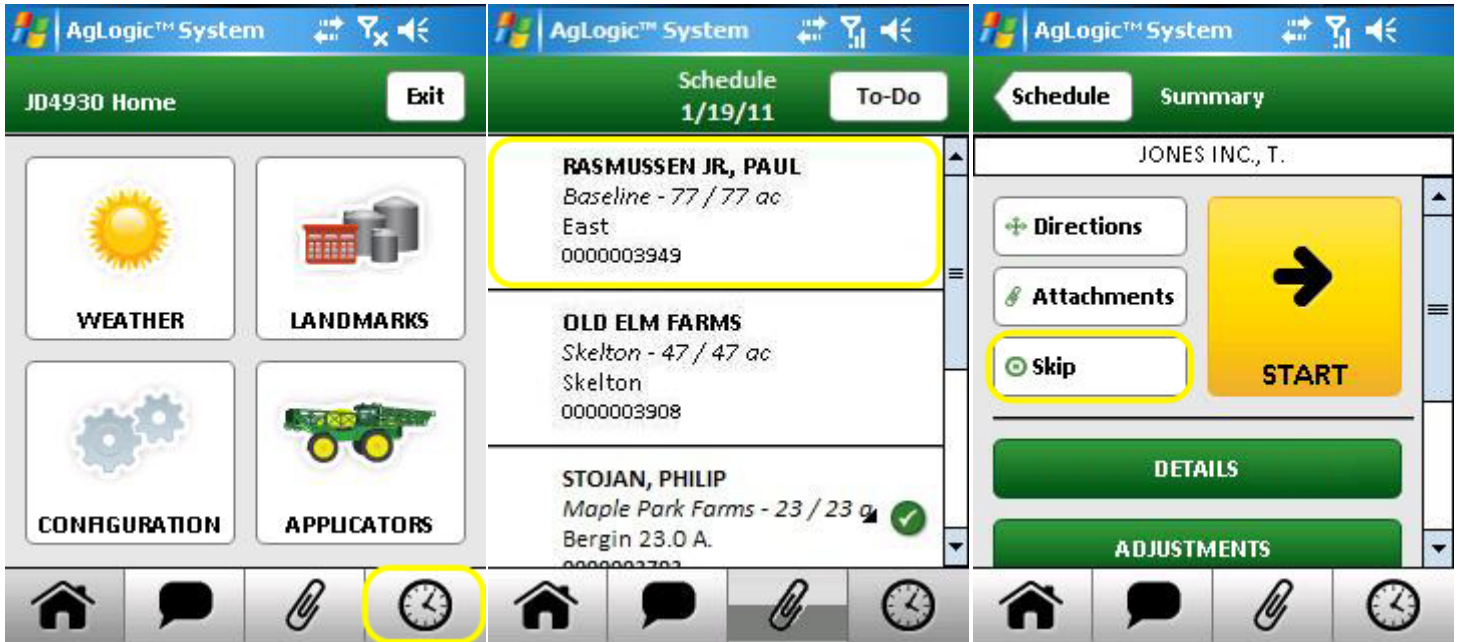 AgLogic™ System
JD4930 Home
Exit
WEATHER
LANDMARKS
CONFIGURATION
APPLICATORS
AgLogic™ System
Schedule
1/19/11
To-Do
RASMUSSEN JR., PAUL
Baseline - 77 / 77 ac
East
0000003949
OLD ELM FARMS
Skelton - 47 / 47 ac
Skelton
0000003908
STOJAN, PHILIP
Maple Park Farms - 23 / 23 a
Bergin 23.0 A.
AgLogic™ System
Schedule
Summary
JONES INC., T.
Directions
Attachments
Skip
START
DETAILS
ADJUSTMENTS